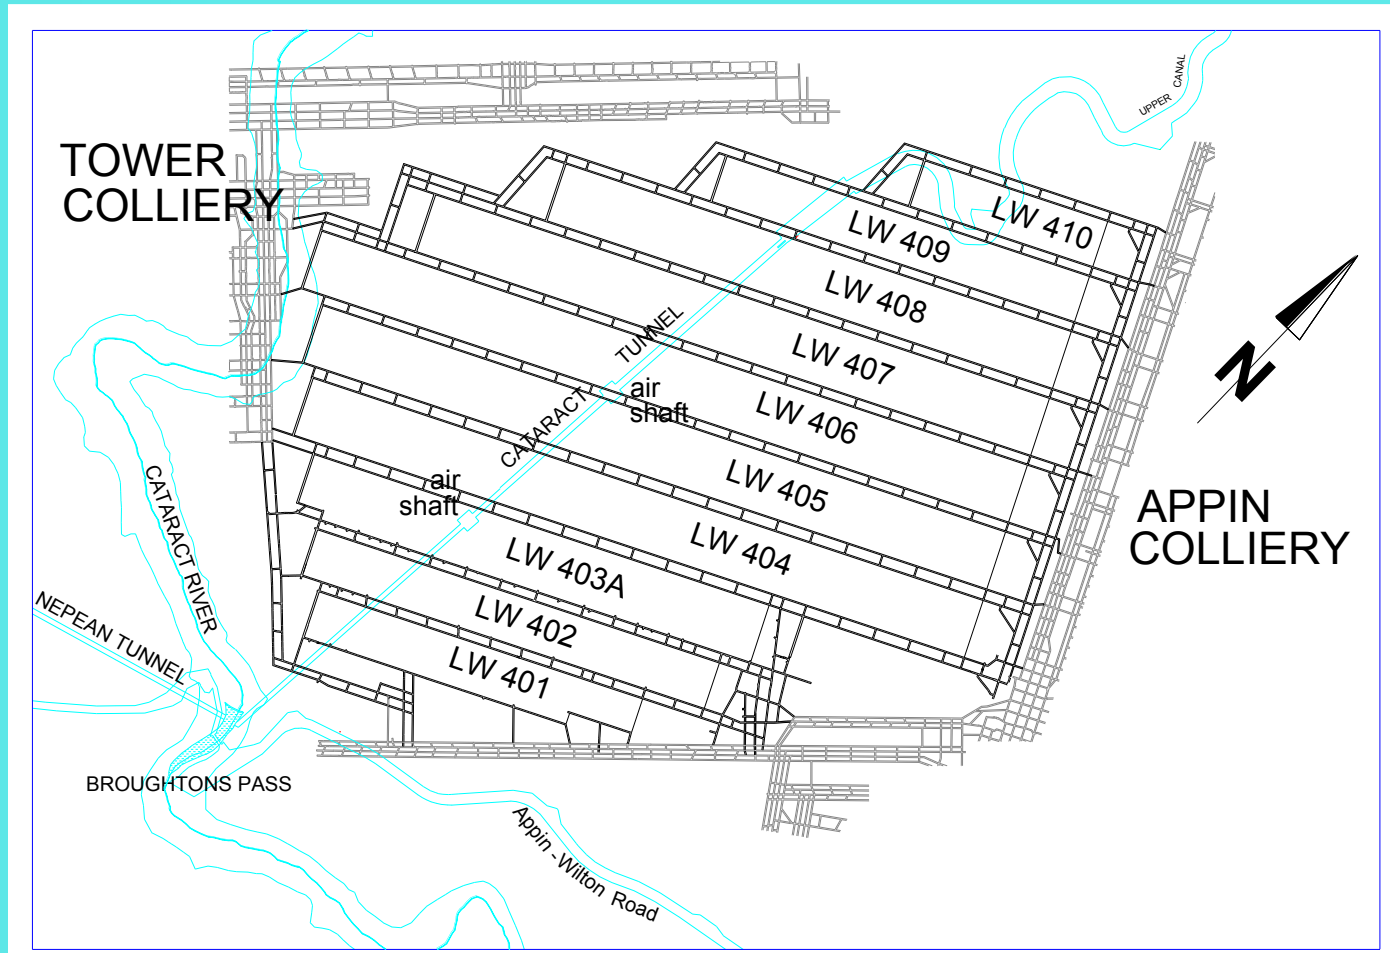 UPPER CANAL
TOWER
COLLIERY
LW 410
LW 409
LW 408
TUNNEL
LW 407
N
air
shaft
CATARACT
LW 406
air
shaft
LW 405
CATARACT RIVER
APPIN
COLLIERY
LW 404
LW 403A
NEPEAN TUNNEL
LW 402
LW 401
BROUGHTONS PASS
Appin - Wilton Road